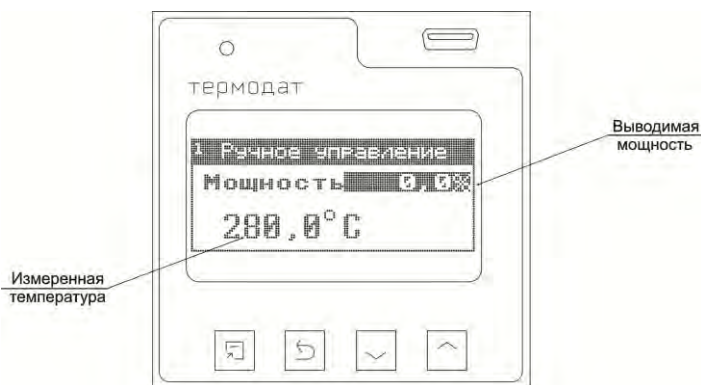 термодат
1 Ручное управление
Мощность 0,0%
280,0°C
Выводимая
мощность
Измеренная
температура